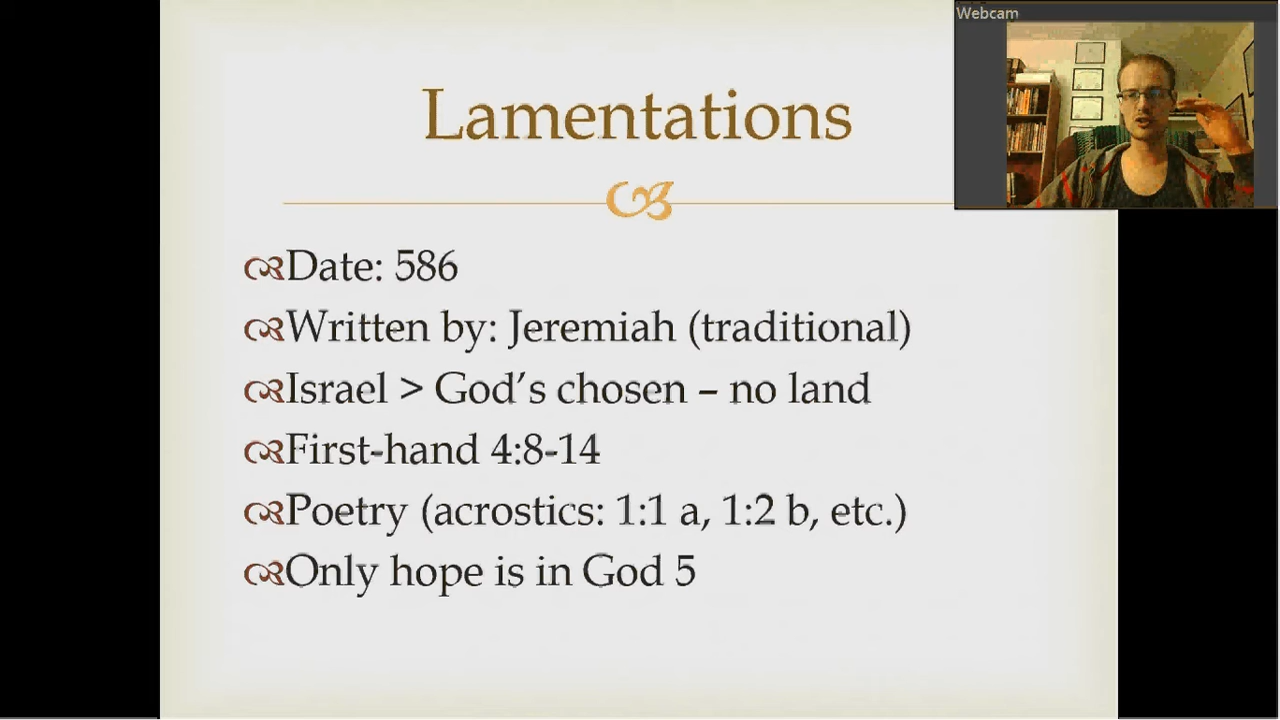 Webcam
Lamentations
Date: 586
Written by: Jeremiah (traditional)
Israel > God's chosen – no land
First-hand 4:8-14
Poetry (acrostics: 1:1 a, 1:2 b, etc.)
Only hope is in God 5